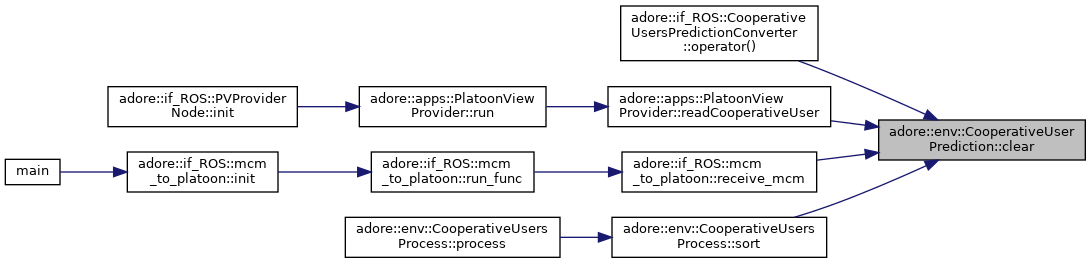 adore::if_ROS::Cooperative
UsersPredictionConverter
::operator()
adore::if_ROS::PVProvider
Node::init
adore::apps::PlatoonView
Provider::run
adore::apps::PlatoonView
Provider::readCooperativeUser
adore::env::CooperativeUser
Prediction::clear
main
adore::if_ROS::mcm
_to_platoon::init
adore::if_ROS::mcm
_to_platoon::run_func
adore::if_ROS::mcm
_to_platoon::receive_mcm
adore::env::CooperativeUsers
Process::process
adore::env::CooperativeUsers
Process::sort